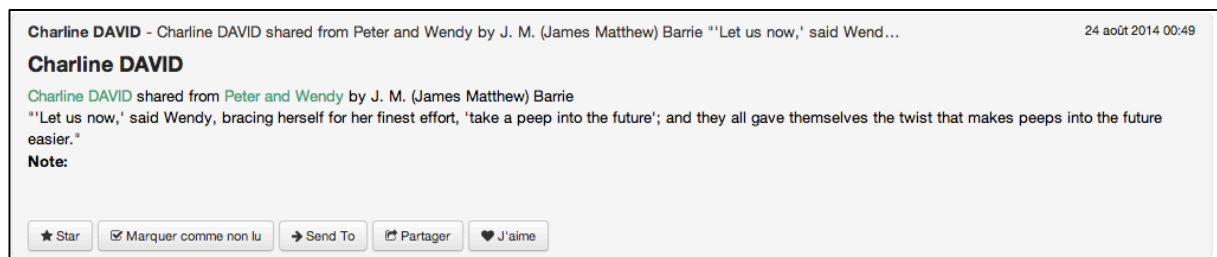 Charline DAVID - Charline DAVID shared from Peter and Wendy by J. M. (James Matthew) Barrie "'Let us now,' said Wend… 24 août 2014 00:49
Charline DAVID
Charline DAVID shared from Peter and Wendy by J. M. (James Matthew) Barrie
"'Let us now,' said Wendy, bracing herself for her finest effort, 'take a peep into the future'; and they all gave themselves the twist that makes peeps into the future
easier."
Note:
Star Marquer comme non lu Send To Partager J'aime